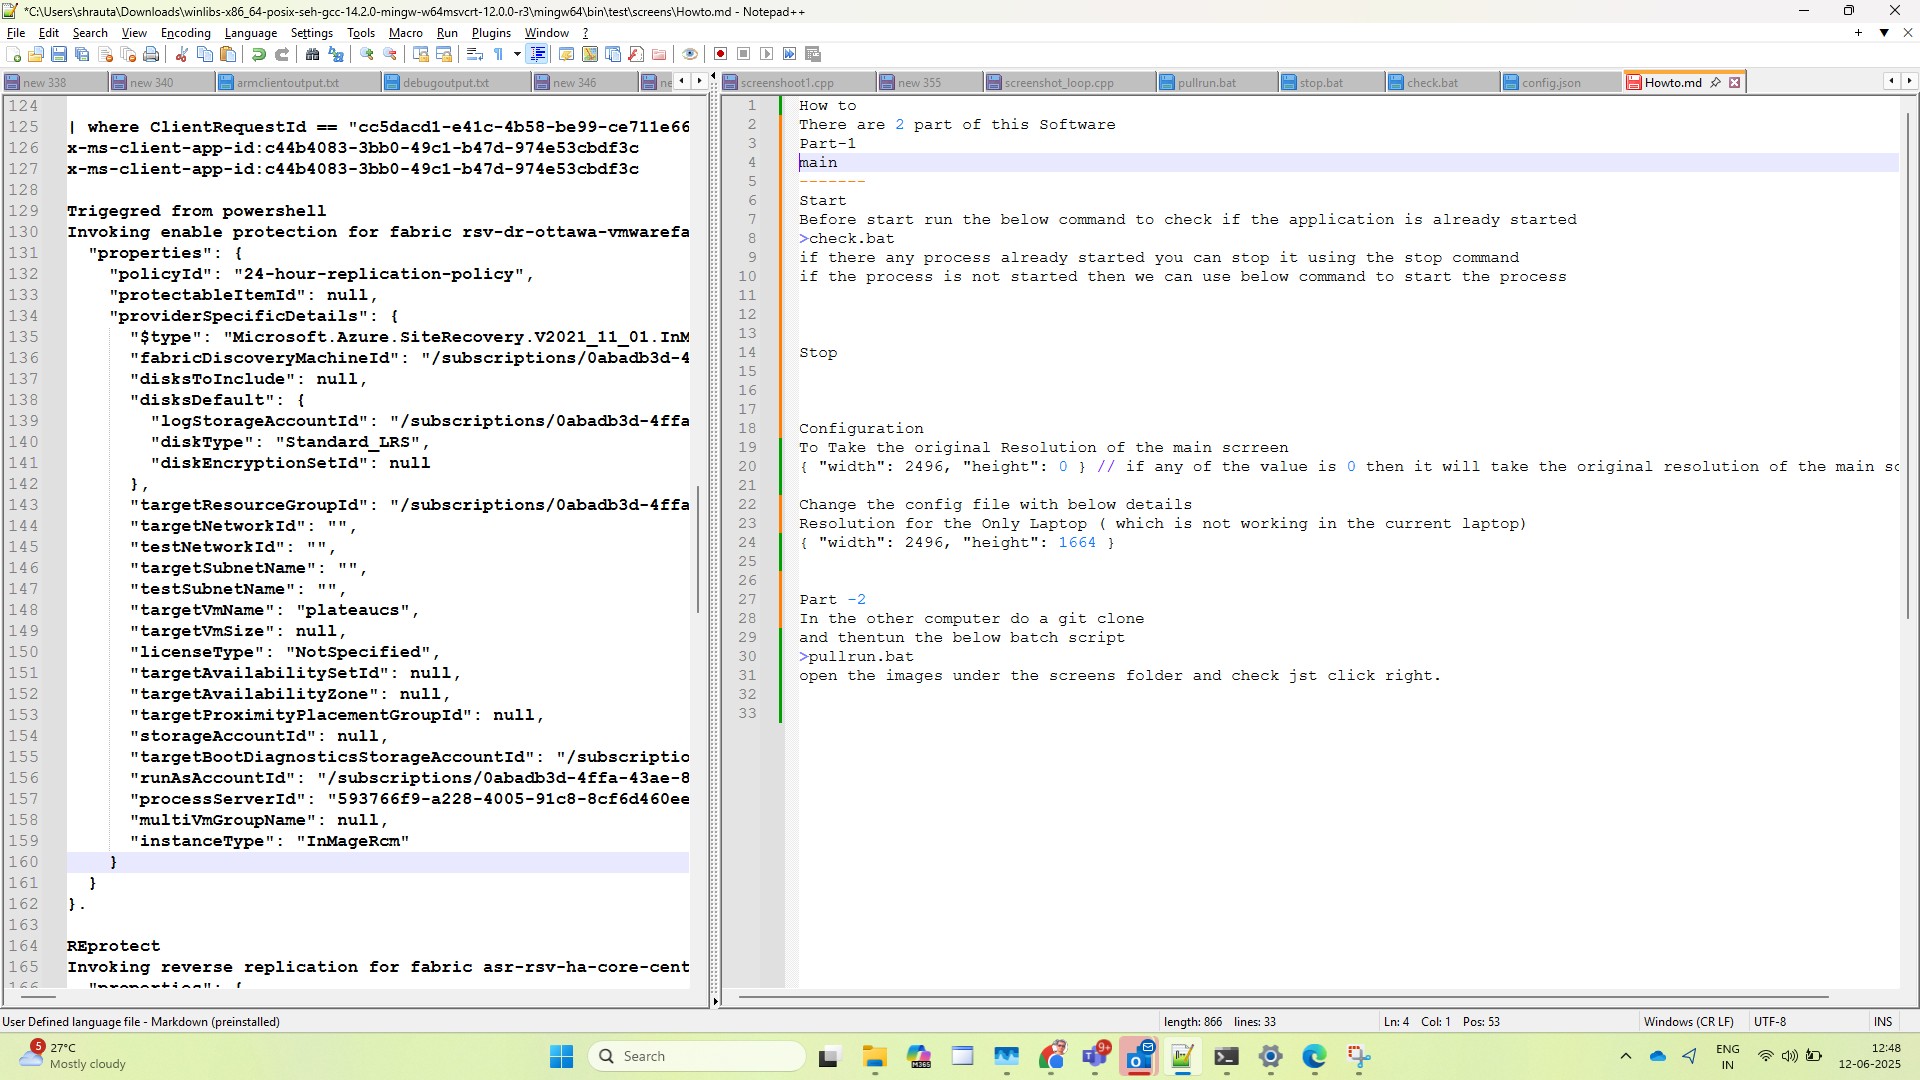 *C:\Users\shrauta\Downloads\winlibs-x86_64-posix-seh-gcc-14.2.0-mingw-w64msvcrt-12.0.0-r3\mingw64\bin\test\screens\Howto.md - Notepad++
File Edit Search View Encoding Language Settings Tools Macro Run Plugins Window ?
new 338 new 340 armclientoutput.txt debugoutput.txt new 346 ne
screenshoot1.cpp new 355 screenshot_loop.cpp pullrun.bat stop.bat check.bat config.json Howto.md
124
125 | where ClientRequestId == "cc5dacd1-e41c-4b58-be99-ce711e66
126 x-ms-client-app-id:c44b4083-3bb0-49c1-b47d-974e53cbdf3c
127 x-ms-client-app-id:c44b4083-3bb0-49c1-b47d-974e53cbdf3c
128
129 Trigegred from powershell
130 Invoking enable protection for fabric rsv-dr-ottawa-vmwarefa
131 "properties": {
132 "policyId": "24-hour-replication-policy",
133 "protectableItemId": null,
134 "providerSpecificDetails": {
135 "$type": "Microsoft.Azure.SiteRecovery.V2021_11_01.InM
136 "fabricDiscoveryMachineId": "/subscriptions/0abadb3d-4
137 "disksToInclude": null,
138 "disksDefault": {
139 "logStorageAccountId": "/subscriptions/0abadb3d-4ffa
140 "diskType": "Standard_LRS",
141 "diskEncryptionSetId": null
142 },
143 "targetResourceGroupId": "/subscriptions/0abadb3d-4ffa
144 "targetNetworkId": "",
145 "testNetworkId": "",
146 "targetSubnetName": "",
147 "testSubnetName": "",
148 "targetVmName": "plateaucs",
149 "targetVmSize": null,
150 "licenseType": "NotSpecified",
151 "targetAvailabilitySetId": null,
152 "targetAvailabilityZone": null,
153 "targetProximityPlacementGroupId": null,
154 "storageAccountId": null,
155 "targetBootDiagnosticsStorageAccountId": "/subscriptio
156 "runAsAccountId": "/subscriptions/0abadb3d-4ffa-43ae-8
157 "processServerId": "593766f9-a228-4005-91c8-8cf6d460ee
158 "multiVmGroupName": null,
159 "instanceType": "InMageRcm"
160 }
161 }
162 }.
163
164 REprotect
165 Invoking reverse replication for fabric asr-rsv-ha-core-cent
166 "properties": {
1 How to
2 There are 2 part of this Software
3 Part-1
4 main
5 -------
6 Start
7 Before start run the below command to check if the application is already started
8 >check.bat
9 if there any process already started you can stop it using the stop command
10 if the process is not started then we can use below command to start the process
11
12
13
14 Stop
15
16
17
18 Configuration
19 To Take the original Resolution of the main scrreen
20 { "width": 2496, "height": 0 } // if any of the value is 0 then it will take the original resolution of the main sc
21
22 Change the config file with below details
23 Resolution for the Only Laptop ( which is not working in the current laptop)
24 { "width": 2496, "height": 1664 }
25
26
27 Part -2
28 In the other computer do a git clone
29 and thentun the below batch script
30 >pullrun.bat
31 open the images under the screens folder and check jst click right.
32
33
User Defined language file - Markdown (preinstalled) length: 866 lines: 33 Ln: 4 Col: 1 Pos: 53 Windows (CR LF) UTF-8 INS
5 27°C
Mostly cloudy
Search
M365
9+
ENG
IN
12:48
12-06-2025